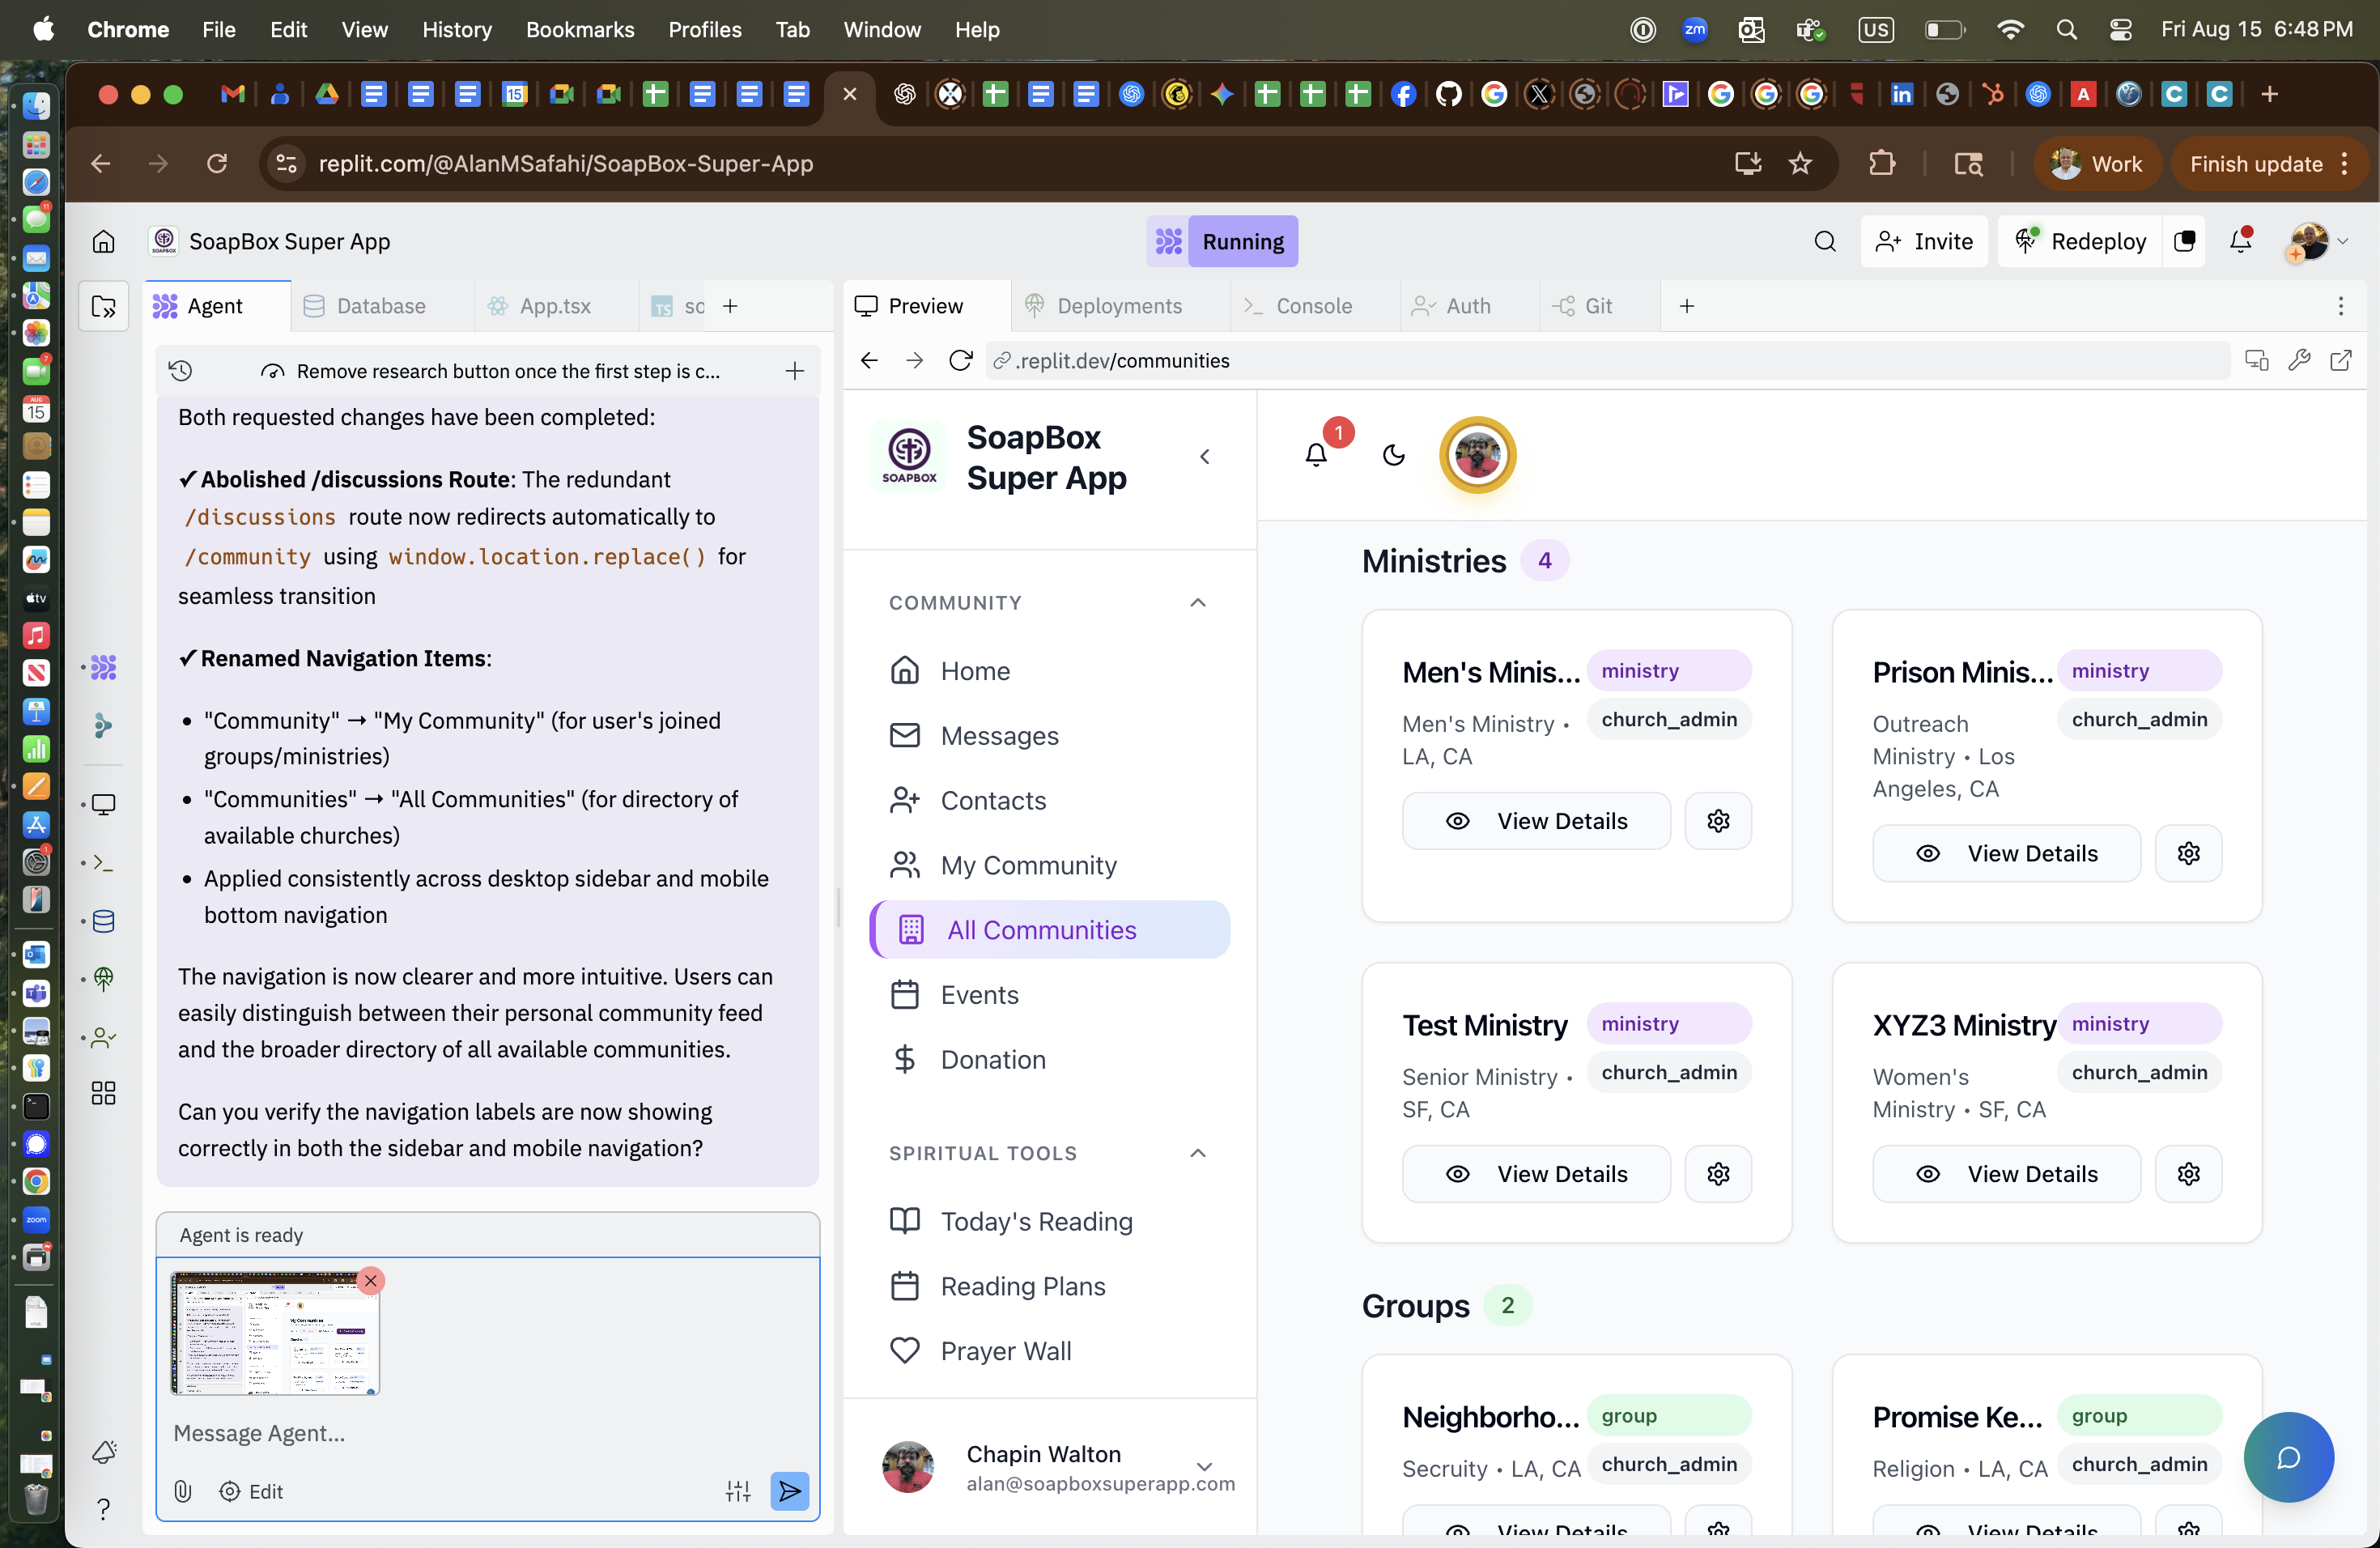 Chrome File Edit View History Bookmarks Profiles Tab Window Help
zm US Fri Aug 15 6:48 PM
replit.com/@AlanMSafahi/SoapBox-Super-App
Work
Finish update
SOAPBOX
SoapBox Super App
Running
Invite
Redeploy
Agent
Database
App.tsx
TS so
Preview
Deployments
Console
Auth
Git
Remove research button once the first step is c...
.replit.dev/communities
Both requested changes have been completed:
✓Abolished /discussions Route: The redundant
/discussions route now redirects automatically to
/community using window.location.replace() for
seamless transition
✓Renamed Navigation Items:
• "Community" → "My Community" (for user's joined
groups/ministries)
• "Communities" → "All Communities" (for directory of
available churches)
• Applied consistently across desktop sidebar and mobile
bottom navigation
The navigation is now clearer and more intuitive. Users can
easily distinguish between their personal community feed
and the broader directory of all available communities.
Can you verify the navigation labels are now showing
correctly in both the sidebar and mobile navigation?
Agent is ready
Message Agent...
Edit
SOAPBOX
SoapBox
Super App
COMMUNITY
Home
Messages
Contacts
My Community
All Communities
Events
Donation
SPIRITUAL TOOLS
Today's Reading
Reading Plans
Prayer Wall
Chapin Walton
alan@soapboxsuperapp.com
1
Ministries 4
Men's Minis... ministry
church_admin
Men's Ministry •
LA, CA
View Details
Prison Minis... ministry
church_admin
Outreach
Ministry • Los
Angeles, CA
View Details
Test Ministry ministry
church_admin
Senior Ministry •
SF, CA
View Details
XYZ3 Ministry ministry
church_admin
Women's
Ministry • SF, CA
View Details
Groups 2
Neighborho... group
Secruity • LA, CA church_admin
View Details
Promise Ke... group
Religion • LA, CA church_admin
View Details
11
7
AUG
15
tv
1
zoom